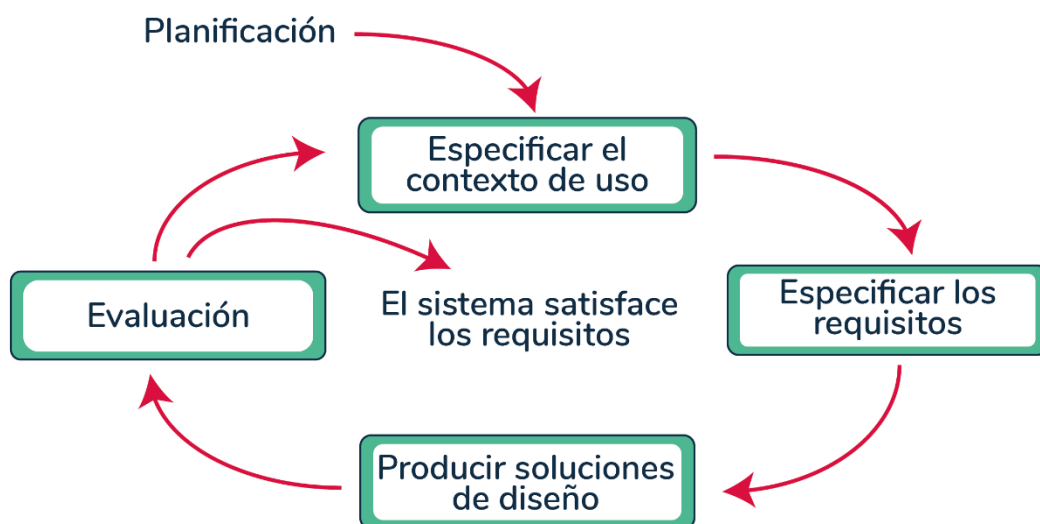 Planificación
Especificar el
contexto de uso
Especificar los
requisitos
Producir soluciones
de diseño
Evaluación
El sistema satisface
los requisitos